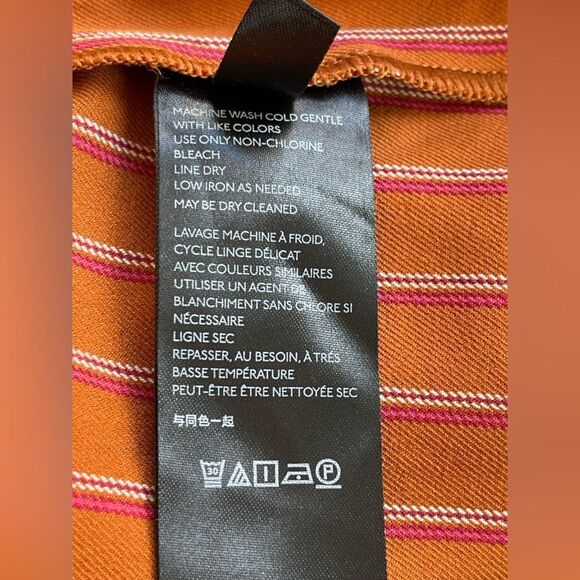 MACHINE WASH COLD GENTLE
WITH LIKE COLORS
USE ONLY NON-CHLORINE
BLEACH
LINE DRY
LOW IRON AS NEEDED
MAY BE DRY CLEANED
LAVAGE MACHINE À FROID,
CYCLE LINGE DÉLICAT
AVEC COULEURS SIMILAIRES
UTILISER UN AGENT DE
BLANCHIMENT SANS CHLORE SI
NÉCESSAIRE
LIGNE SEC
REPASSER, AU BESOIN, À TRÉS
BASSE TEMPÉRATURE
PEUT-ÊTRE ÊTRE NETTOYÉE SEC
与同色一起
30 P